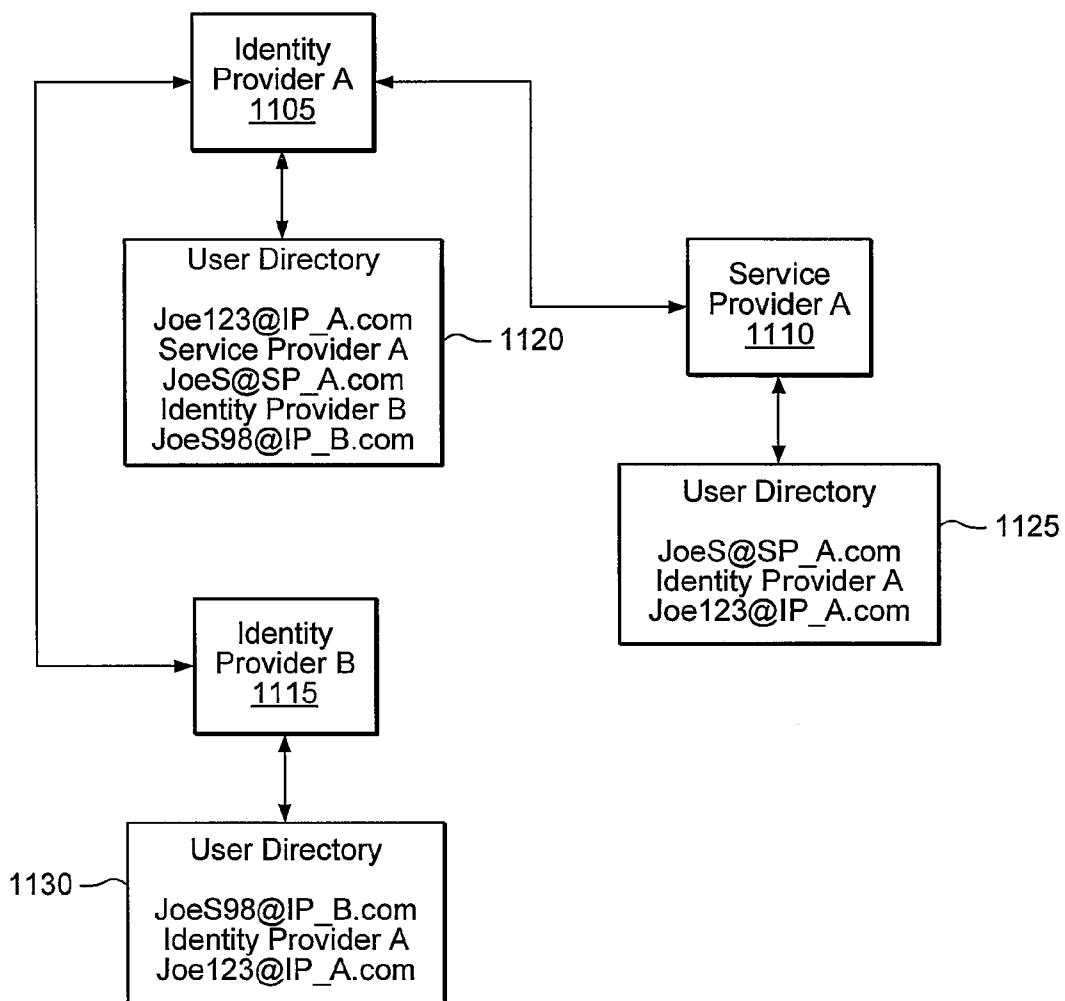 Identity
Provider A
1105
User Directory
Joe123@IP_A.com
Service Provider A
JoeS@SP_A.com
Identity Provider B
JoeS98@IP_B.com
1120
Service
Provider A
1110
User Directory
JoeS@SP_A.com
Identity Provider A
Joe123@IP_A.com
1125
Identity
Provider B
1115
User Directory
JoeS98@IP_B.com
Identity Provider A
Joe123@IP_A.com
1130